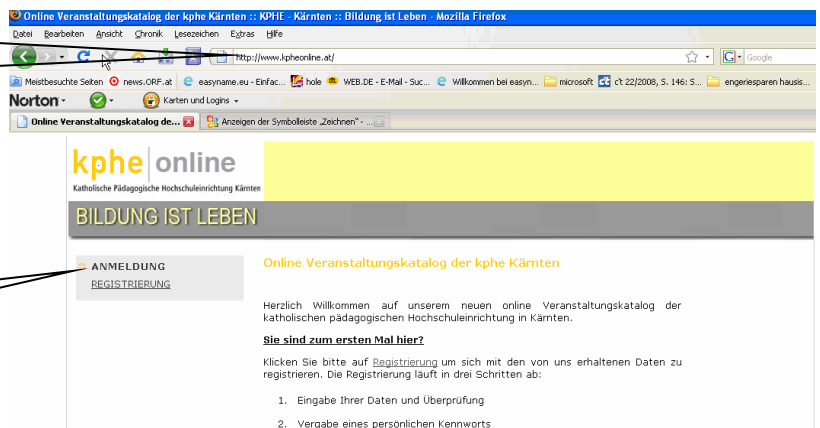 Online Veranstaltungskatalog der kphe Kärnten :: KPHE - Kärnten :: Bildung ist Leben - Mozilla Firefox
Datei Bearbeiten Ansicht Chronik Lesezeichen Extras Hilfe
http://www.kpheonline.at/
Google
Meistbesuchte Seiten news.ORF.at easyname.eu - Einfac... hole WEB.DE - E-Mail - Suc... Willkommen bei easyn... microsoft c't 22/2008, S. 146: S... engeriesparen hausis...
Norton Karten und Logins
Online Veranstaltungskatalog de... Anzeigen der Symbolleiste „Zeichnen“ - ...
kphe online
Katholische Pädagogische Hochschuleinrichtung Kärnten
BILDUNG IST LEBEN
ANMELDUNG
REGISTRIERUNG
Online Veranstaltungskatalog der kphe Kärnten
Herzlich Willkommen auf unserem neuen online Veranstaltungskatalog der
katholischen pädagogischen Hochschuleinrichtung in Kärnten.
Sie sind zum ersten Mal hier?
Klicken Sie bitte auf Registrierung um sich mit den von uns erhaltenen Daten zu
registrieren. Die Registrierung läuft in drei Schritten ab:
1. Eingabe Ihrer Daten und Überprüfung
2. Vergabe eines persönlichen Kennworts